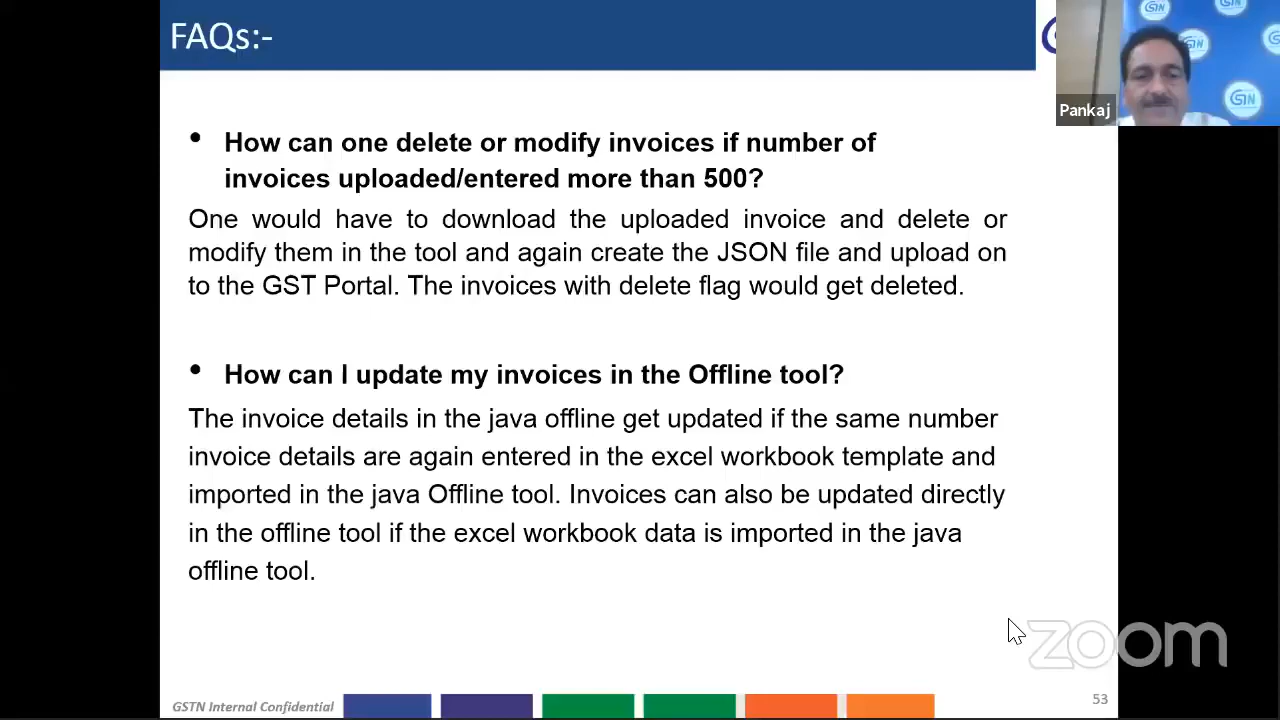 FAQs:-
GSTN
Pankaj
• How can one delete or modify invoices if number of
invoices uploaded/entered more than 500?
One would have to download the uploaded invoice and delete or
modify them in the tool and again create the JSON file and upload on
to the GST Portal. The invoices with delete flag would get deleted.
• How can I update my invoices in the Offline tool?
The invoice details in the java offline get updated if the same number
invoice details are again entered in the excel workbook template and
imported in the java Offline tool. Invoices can also be updated directly
in the offline tool if the excel workbook data is imported in the java
offline tool.
zoom
GSTN Internal Confidential
53